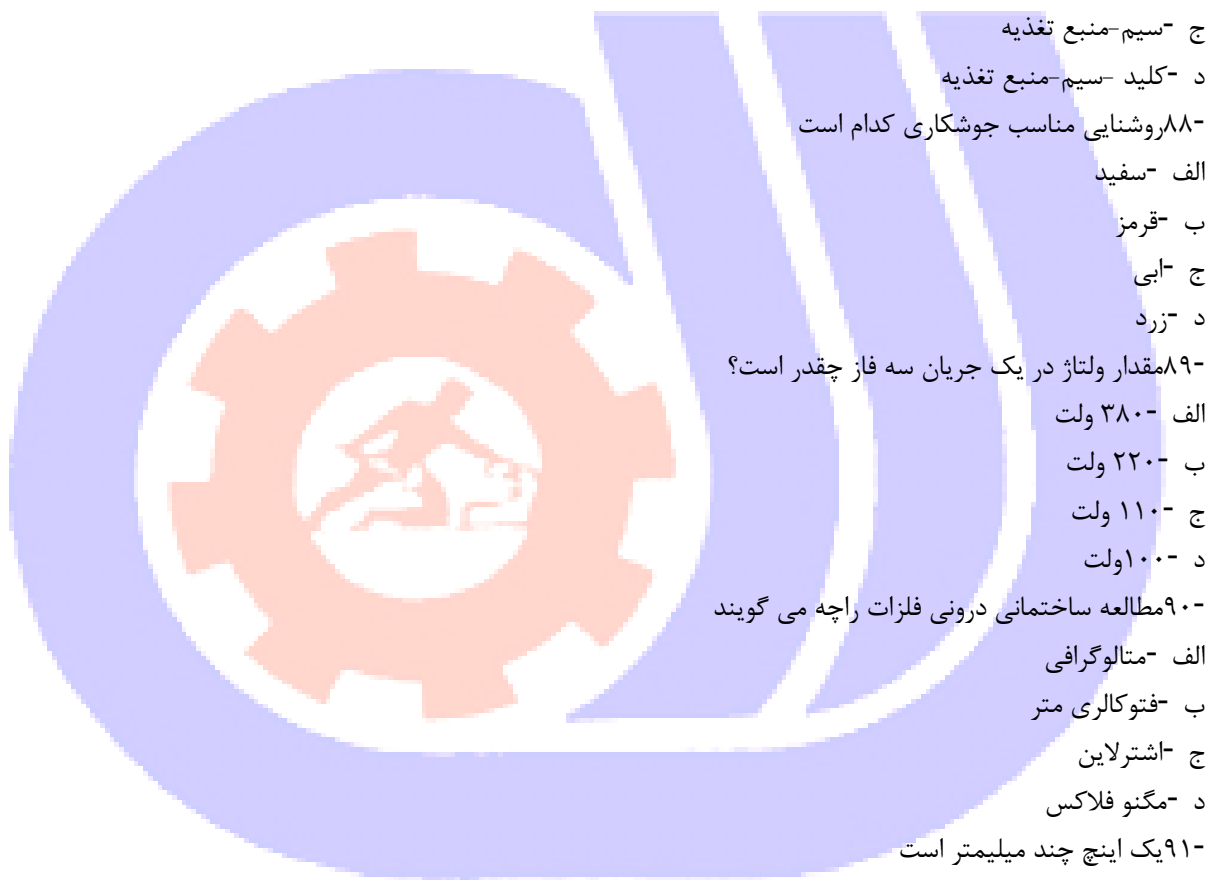 ج -سیم-منبع تغذیه
د -کلید -سیم-منبع تغذیه
-۸۸روشنایی مناسب جوشکاری کدام است
الف -سفید
ب -قرمز
ج -ابی
د -زرد
-۸۹مقدار ولتاژ در یک جریان سه فاز چقدر است؟
الف -۳۸۰ ولت
ب -۲۲۰ ولت
ج -۱۱۰ ولت
د -۱۰۰ولت
-۹۰مطالعه ساختمانی درونی فلزات راچه می گویند
الف -متالوگرافی
ب -فتوکالری متر
ج -اشترلاین
د -مگنو فلاکس
-۹۱یک اینچ چند میلیمتر است